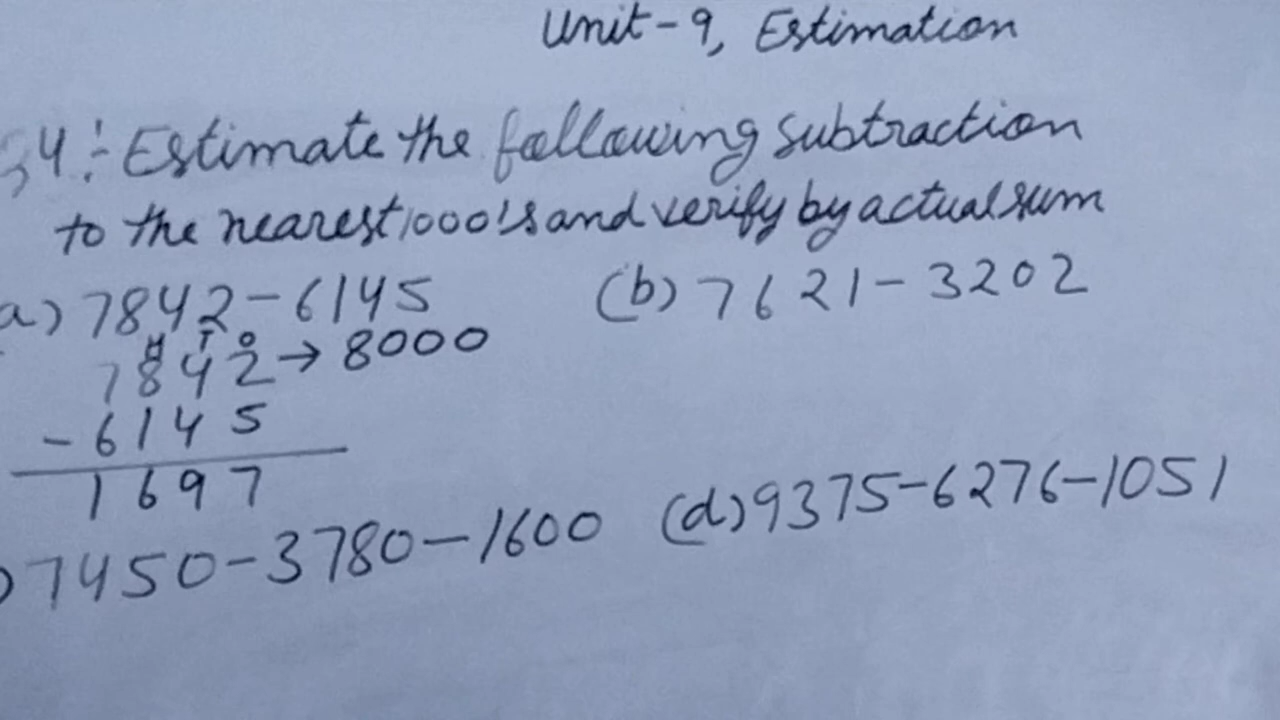 Unit-9, Estimation
4:- Estimate the following subtraction
to the nearest 1000's and verify by actual sum
a) 7842-6145 (b) 7621-3202
H T O
7842 → 8000
- 6145
1697
) 7450-3780-1600 (d) 9375-6276-1051